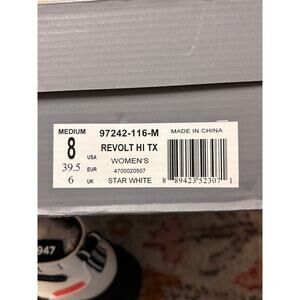 MEDIUM
8 USA
39.5 EUR
6 UK
97242-116-M
REVOLT HI TX
WOMEN'S
4700020507
STAR WHITE
MADE IN CHINA
8 89423 52307 1
947